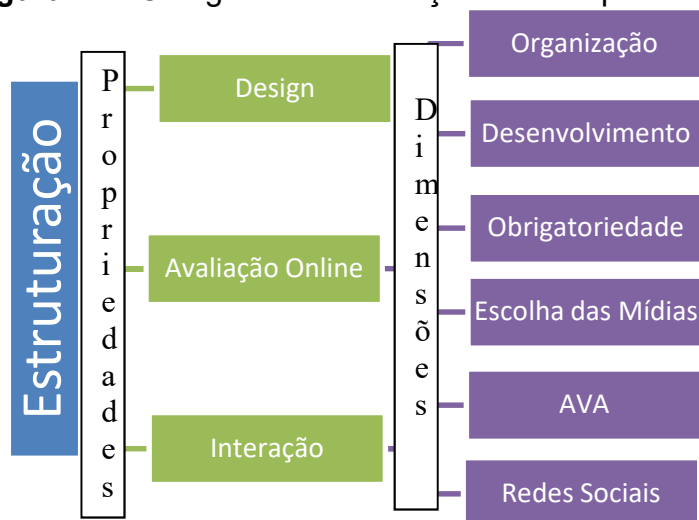 Estruturação
Propriedades
Design
Avaliação Online
Interação
Dimensões
Organização
Desenvolvimento
Obrigatoriedade
Escolha das Mídias
AVA
Redes Sociais